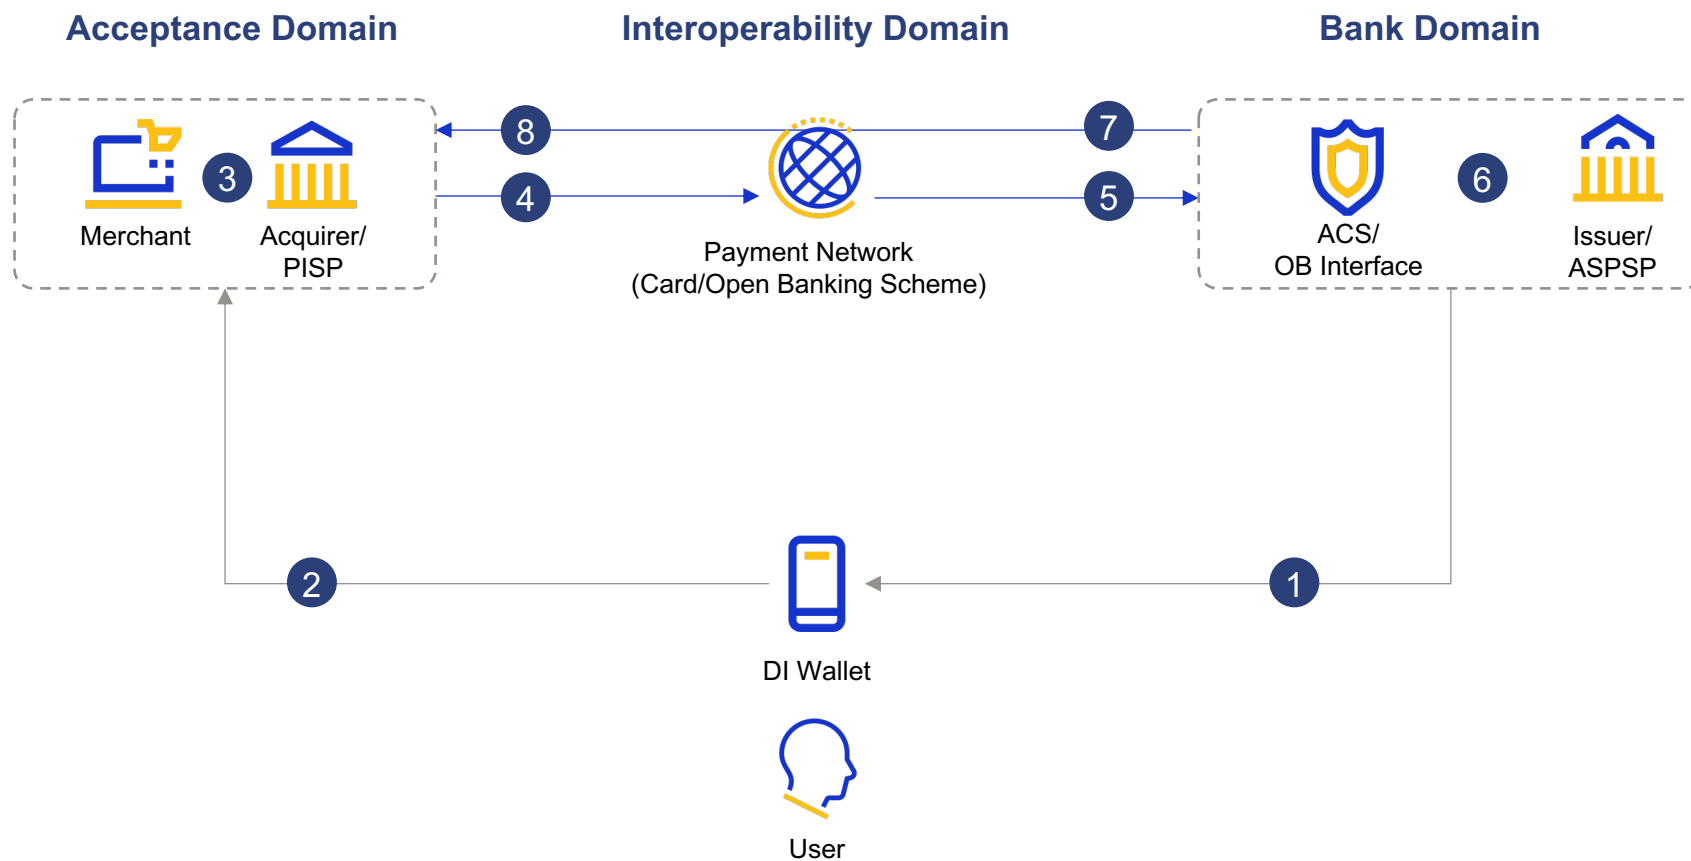 Acceptance Domain
Interoperability Domain
Bank Domain
8
7
3
4
5
6
Merchant
Acquirer/
PISP
Payment Network
(Card/Open Banking Scheme)
ACS/
OB Interface
Issuer/
ASPSP
2
1
DI Wallet
User